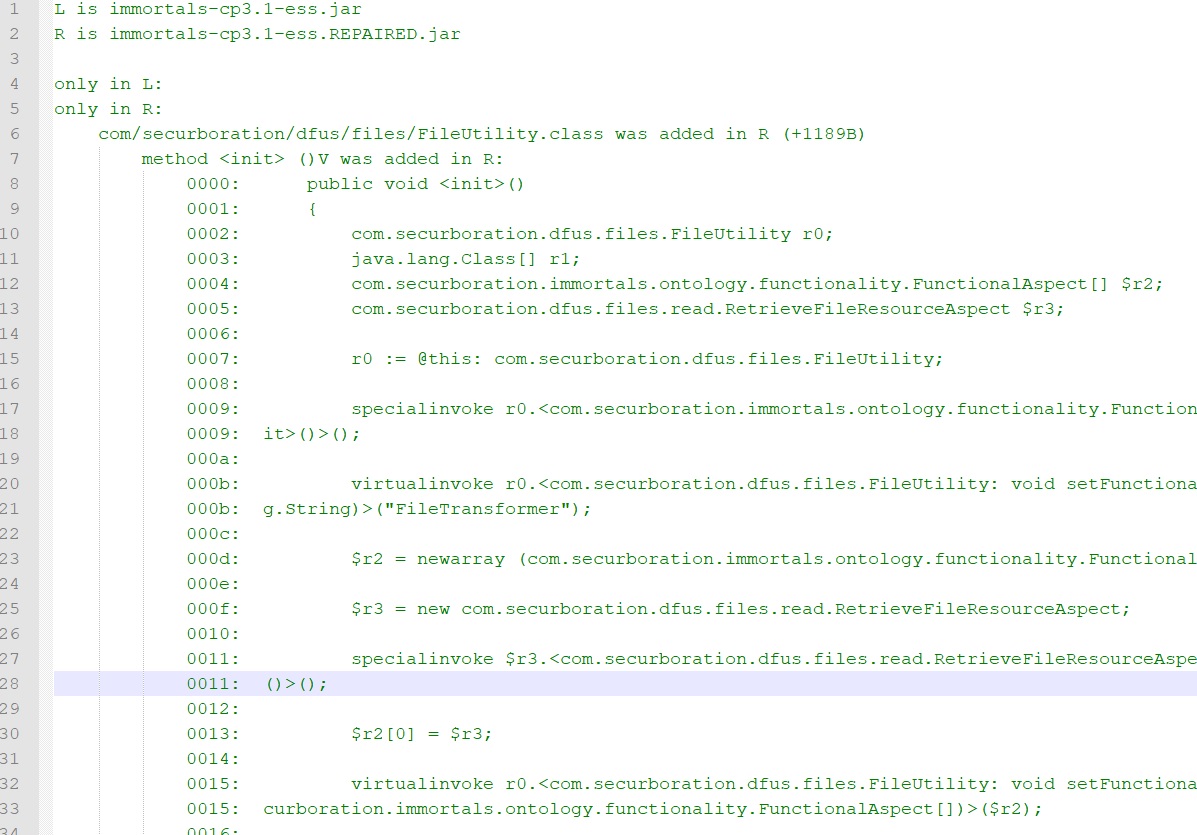 1 L is immortals-cp3.1-ess.jar
2 R is immortals-cp3.1-ess.REPAIRED.jar
3
4 only in L:
5 only in R:
6 com/securboration/dfus/files/FileUtility.class was added in R (+1189B)
7 method <init> ()V was added in R:
8 0000: public void <init>()
9 0001: {
10 0002: com.securboration.dfus.files.FileUtility r0;
11 0003: java.lang.Class[] r1;
12 0004: com.securboration.immortals.ontology.functionality.FunctionalAspect[] $r2;
13 0005: com.securboration.dfus.files.read.RetrieveFileResourceAspect $r3;
14 0006:
15 0007: r0 := @this: com.securboration.dfus.files.FileUtility;
16 0008:
17 0009: specialinvoke r0.<com.securboration.immortals.ontology.functionality.Function
18 0009: it>()>();
19 000a:
20 000b: virtualinvoke r0.<com.securboration.dfus.files.FileUtility: void setFunctiona
21 000b: g.String)>("FileTransformer");
22 000c:
23 000d: $r2 = newarray (com.securboration.immortals.ontology.functionality.Functional
24 000e:
25 000f: $r3 = new com.securboration.dfus.files.read.RetrieveFileResourceAspect;
26 0010:
27 0011: specialinvoke $r3.<com.securboration.dfus.files.read.RetrieveFileResourceAspe
28 0011: ()>();
29 0012:
30 0013: $r2[0] = $r3;
31 0014:
32 0015: virtualinvoke r0.<com.securboration.dfus.files.FileUtility: void setFunctiona
33 0015: curboration.immortals.ontology.functionality.FunctionalAspect[])>($r2);
34 0016: